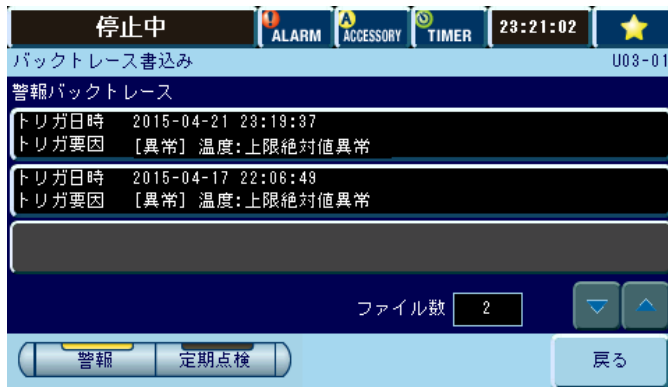 停止中 ALARM ACCESSORY TIMER 23:21:02
バックトレース書込み U03-01
警報バックトレース
トリガ日時 2015-04-21 23:19:37
トリガ要因 [異常] 温度:上限絶対値異常
トリガ日時 2015-04-17 22:06:49
トリガ要因 [異常] 温度:上限絶対値異常
ファイル数 2
警報 定期点検 戻る